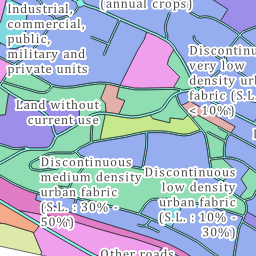 (annual crops)
Industrial,
commercial,
public,
military and
private units
Discontinuous
very low
density urban
fabric (S.L. :
< 10%)
Land without
current use
Discontinuous
medium density
urban fabric
(S.L. : 30% -
50%)
Discontinuous
low density
urban fabric
(S.L. : 10% -
30%)
Other roads